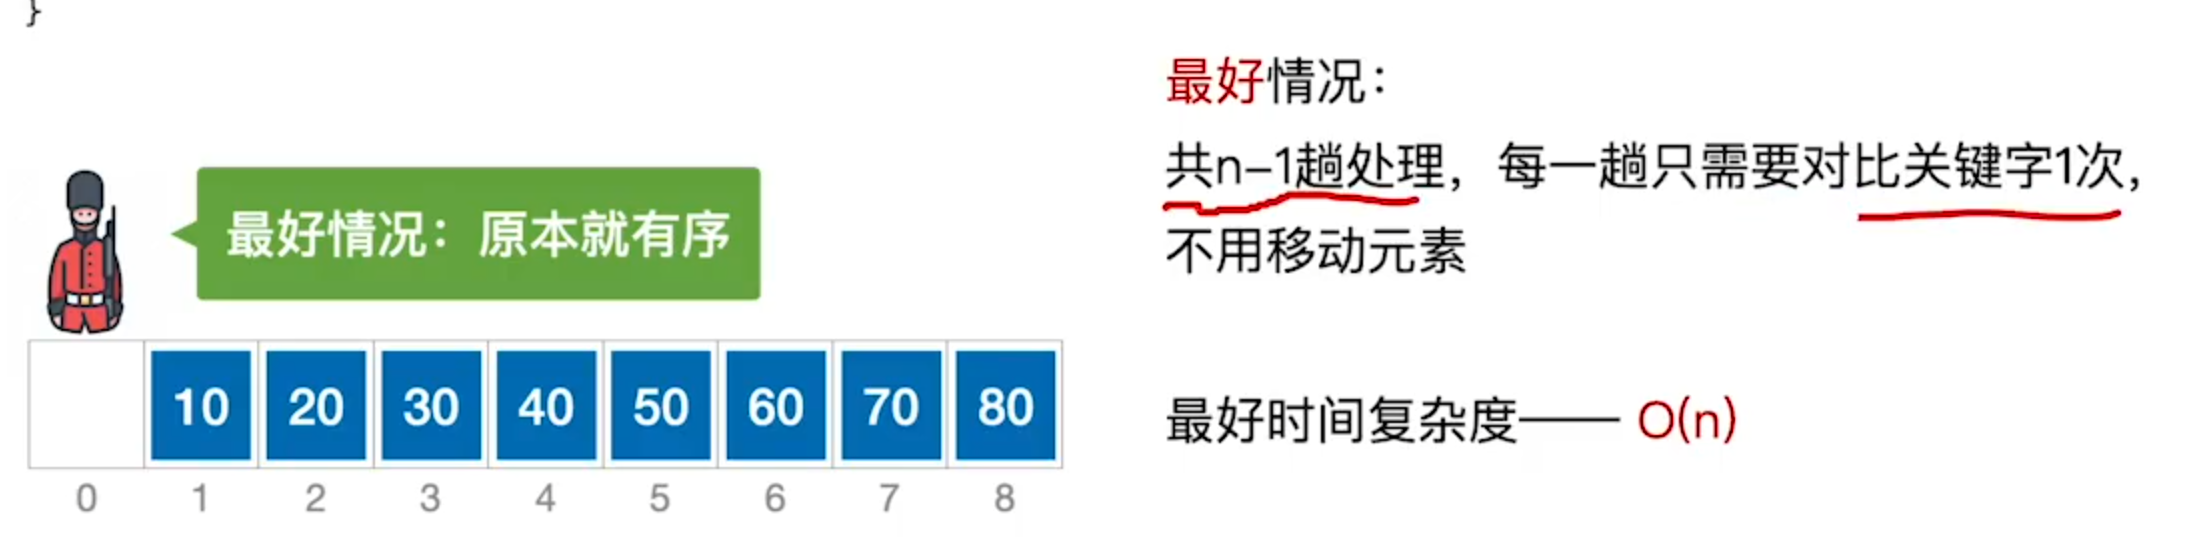 }
最好情况：
共n-1趟处理，每一趟只需要对比关键字1次，
不用移动元素
最好情况：原本就有序
10 20 30 40 50 60 70 80
0 1 2 3 4 5 6 7 8
最好时间复杂度—— O(n)